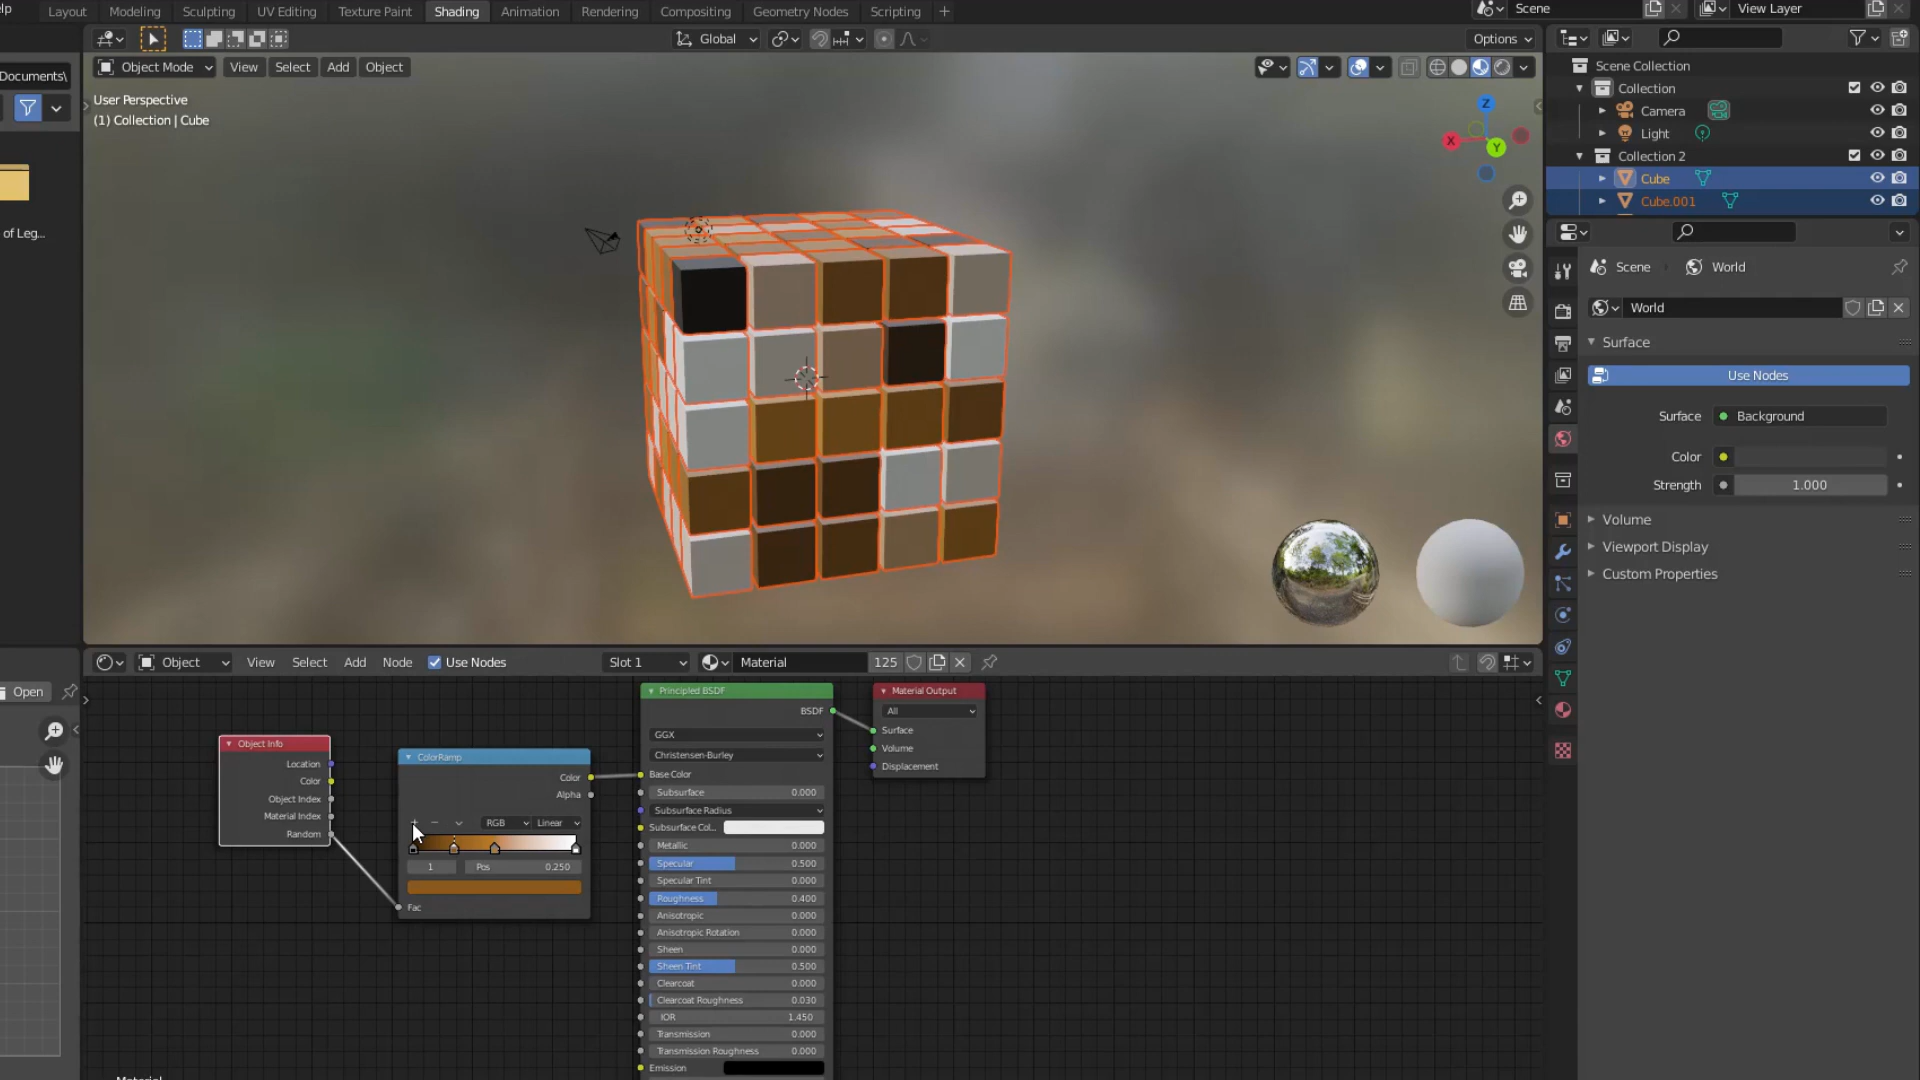 lp
Layout Modeling Sculpting UV Editing Texture Paint Shading Animation Rendering Compositing Geometry Nodes Scripting +
Scene View Layer
Global Options
Documents\
Object Mode View Select Add Object
User Perspective
(1) Collection | Cube
Z
X
Y
of Leg...
Scene Collection
Collection
Camera
Light
Collection 2
Cube
Cube.001
Scene World
World
Surface
Use Nodes
Surface Background
Color
Strength 1.000
Volume
Viewport Display
Custom Properties
Object View Select Add Node Use Nodes Slot 1 Material 125
Open
Object Info
Location
Color
Object Index
Material Index
Random
ColorRamp
Color
Alpha
+ − RGB Linear
1 Pos 0.250
Fac
Principled BSDF
BSDF
GGX
Christensen-Burley
Base Color
Subsurface 0.000
Subsurface Radius
Subsurface Col...
Metallic 0.000
Specular 0.500
Specular Tint 0.000
Roughness 0.400
Anisotropic 0.000
Anisotropic Rotation 0.000
Sheen 0.000
Sheen Tint 0.500
Clearcoat 0.000
Clearcoat Roughness 0.030
IOR 1.450
Transmission 0.000
Transmission Roughness 0.000
Emission
Material Output
All
Surface
Volume
Displacement
Material